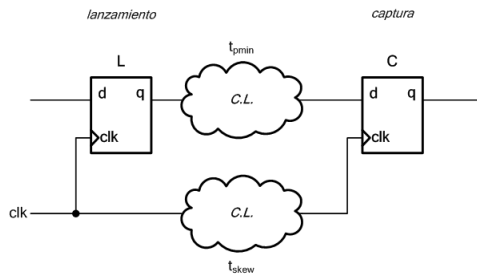 lanzamiento
captura
L
t_pmin
C
d q
C.L.
d q
clk
clk
clk
C.L.
t_skew